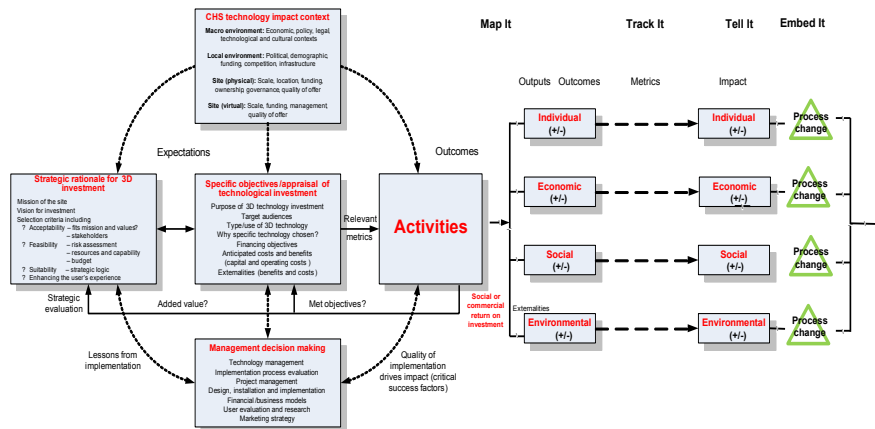 CHS technology impact context
Macro environment: Economic, policy, legal,
technological and cultural contexts
Local environment: Political, demographic,
funding, competition, infrastructure
Site (physical): Scale, location, funding,
ownership governance, quality of offer
Site (virtual): Scale, funding, management,
quality of offer
Expectations
Outcomes
Strategic rationale for 3D
investment
Mission of the site
Vision for investment
Selection criteria including
? Acceptability – fits mission and values?
– stakeholders
? Feasibility – risk assessment
– resources and capability
– budget
? Suitability – strategic logic
? Enhancing the user's experience
Specific objectives/appraisal of
technological investment
Purpose of 3D technology investment
Target audiences
Type/use of 3D technology
Why specific technology chosen?
Financing objectives
Anticipated costs and benefits
(capital and operating costs )
Externalities (benefits and costs)
Relevant
metrics
Activities
Strategic
evaluation
Added value?
Met objectives?
Lessons from
implementation
Management decision making
Technology management
Implementation process evaluation
Project management
Design, installation and implementation
Financial /business models
User evaluation and research
Marketing strategy
Quality of
implementation
drives impact (critical
success factors)
Social or
commercial
return on
investment
Map It
Track It
Tell It
Embed It
Outputs
Outcomes
Metrics
Impact
Individual
(+/-)
Individual
(+/-)
Process
change
Economic
(+/-)
Economic
(+/-)
Process
change
Social
(+/-)
Social
(+/-)
Process
change
Externalities
Environmental
(+/-)
Environmental
(+/-)
Process
change